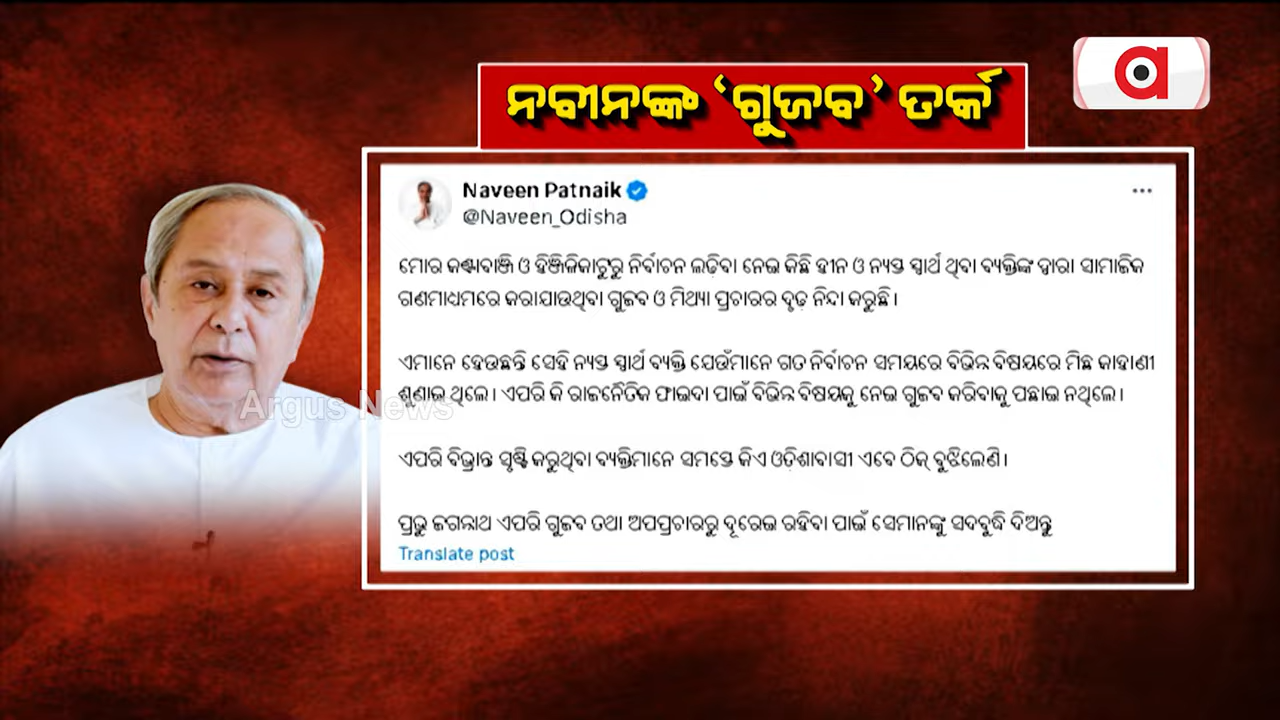 ନବୀନଙ୍କ ‘ଗୁଜବ’ ତର୍କ
Naveen Patnaik
@Naveen_Odisha
ମୋର କଣ୍ଟାବାଞ୍ଜି ଓ ହିଞ୍ଜିଳିକାଟୁରୁ ନିର୍ବାଚନ ଲଢ଼ିବା ନେଇ କିଛି ହୀନ ଓ ନ୍ୟସ୍ତ ସ୍ୱାର୍ଥ ଥିବା ବ୍ୟକ୍ତିଙ୍କ ଦ୍ୱାରା ସାମାଜିକ
ଗଣମାଧ୍ୟମରେ କରାଯାଉଥିବା ଗୁଜବ ଓ ମିଥ୍ୟା ପ୍ରଚାରର ଦୃଢ଼ ନିନ୍ଦା କରୁଛି ।
ଏମାନେ ହେଉଛନ୍ତି ସେହି ନ୍ୟସ୍ତ ସ୍ୱାର୍ଥ ବ୍ୟକ୍ତି ଯେଉଁମାନେ ଗତ ନିର୍ବାଚନ ସମୟରେ ବିଭିନ୍ନ ବିଷୟରେ ମିଛ କାହାଣୀ
ଶୁଣାଇ ଥିଲେ । ଏପରି କି ରାଜନୈତିକ ଫାଇଦା ପାଇଁ ବିଭିନ୍ନ ବିଷୟକୁ ନେଇ ଗୁଜବ କରିବାକୁ ପଛାଇ ନଥିଲେ ।
ଏପରି ବିଭ୍ରାନ୍ତ ସୃଷ୍ଟି କରୁଥିବା ବ୍ୟକ୍ତିମାନେ ସମସ୍ତେ କିଏ ଓଡ଼ିଶାବାସୀ ଏବେ ଠିକ୍ ବୁଝିଲେଣି ।
ପ୍ରଭୁ ଜଗନ୍ନାଥ ଏପରି ଗୁଜବ ତଥା ଅପପ୍ରଚାରରୁ ଦୂରେଇ ରହିବା ପାଇଁ ସେମାନଙ୍କୁ ସଦବୁଦ୍ଧି ଦିଅନ୍ତୁ
Translate post
Argus News